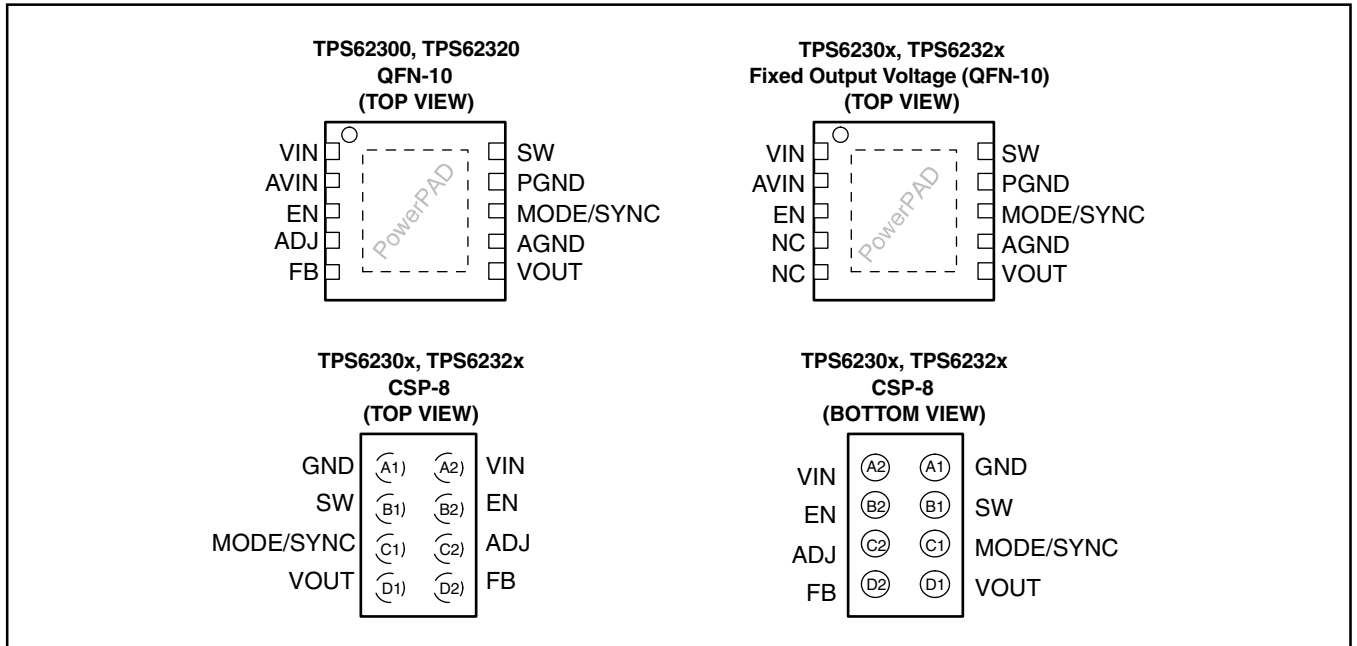 TPS62300, TPS62320
QFN-10
(TOP VIEW)
VIN
AVIN
EN
ADJ
FB
PowerPAD
SW
PGND
MODE/SYNC
AGND
VOUT
TPS6230x, TPS6232x
Fixed Output Voltage (QFN-10)
(TOP VIEW)
VIN
AVIN
EN
NC
NC
PowerPAD
SW
PGND
MODE/SYNC
AGND
VOUT
TPS6230x, TPS6232x
CSP-8
(TOP VIEW)
GND A1 A2 VIN
SW B1 B2 EN
MODE/SYNC C1 C2 ADJ
VOUT D1 D2 FB
TPS6230x, TPS6232x
CSP-8
(BOTTOM VIEW)
VIN A2 A1 GND
EN B2 B1 SW
ADJ C2 C1 MODE/SYNC
FB D2 D1 VOUT